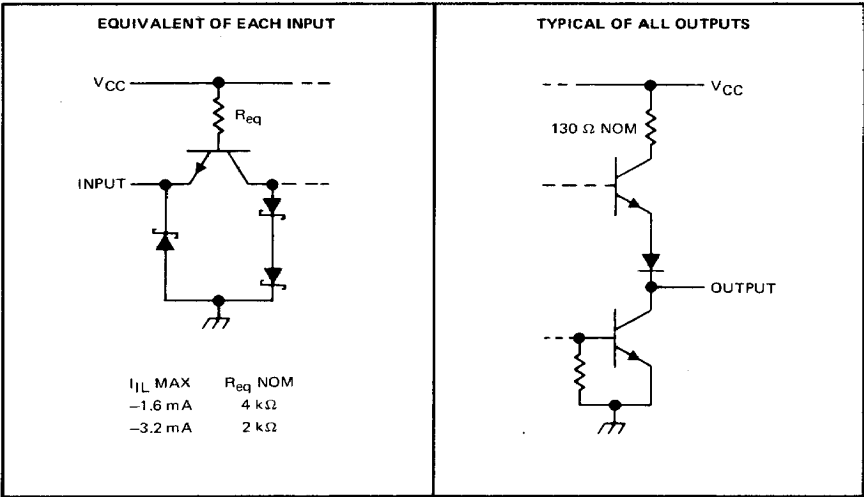 EQUIVALENT OF EACH INPUT
VCC
Req
INPUT
IIL MAX Req NOM
–1.6 mA 4 kΩ
–3.2 mA 2 kΩ
TYPICAL OF ALL OUTPUTS
VCC
130 Ω NOM
OUTPUT